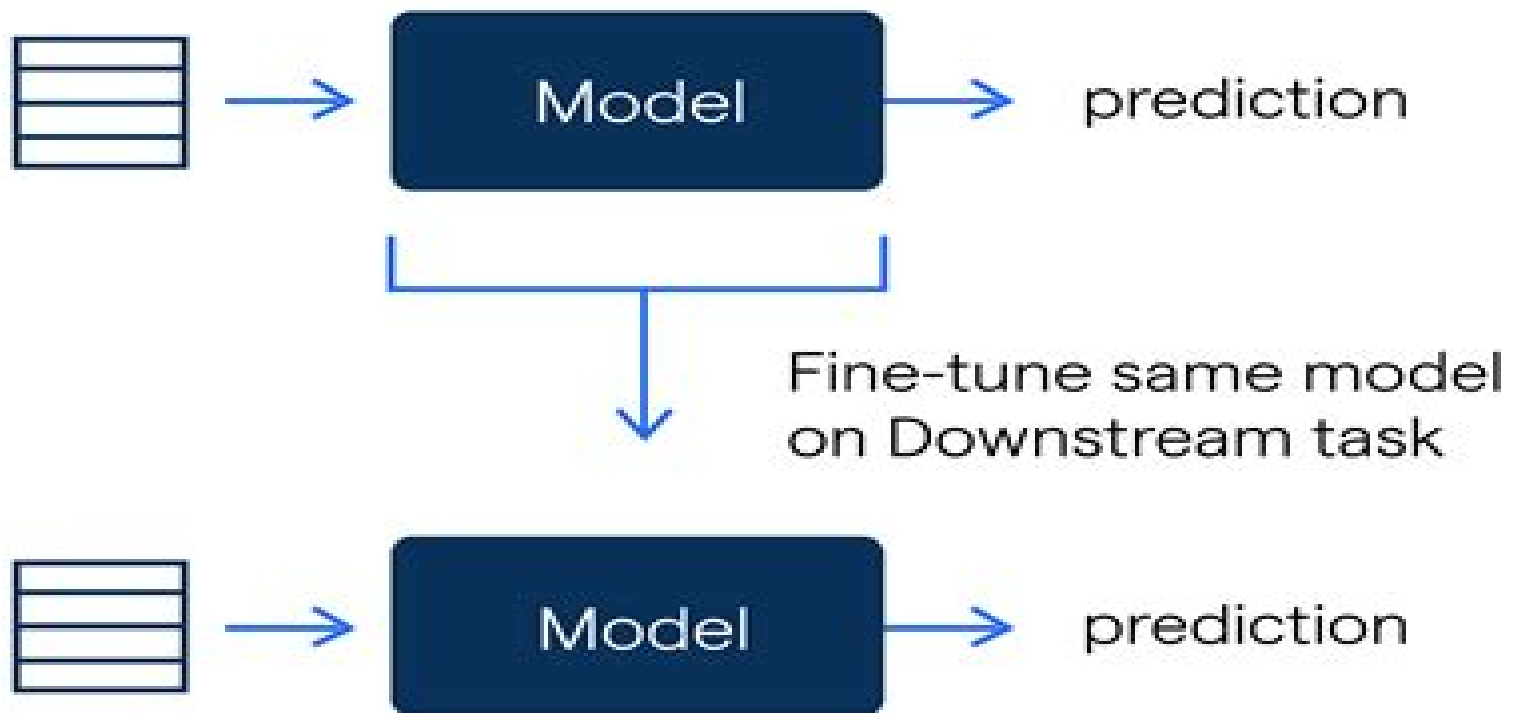 Model
prediction
Fine-tune same model
on Downstream task
Model
prediction